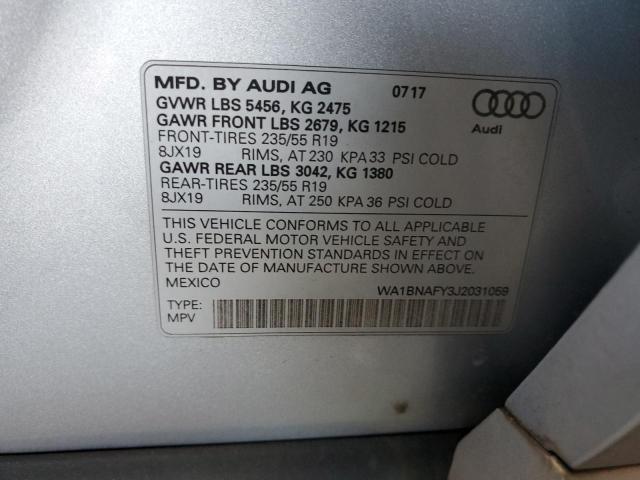 MFD. BY AUDI AG 07 17
GVWR LBS 5456, KG 2475
GAWR FRONT LBS 2679, KG 1215
FRONT-TIRES 235/55 R19
8JX19 RIMS, AT 230 KPA 33 PSI COLD
GAWR REAR LBS 3042, KG 1380
REAR-TIRES 235/55 R19
8JX19 RIMS, AT 250 KPA 36 PSI COLD
Audi
THIS VEHICLE CONFORMS TO ALL APPLICABLE
U.S. FEDERAL MOTOR VEHICLE SAFETY AND
THEFT PREVENTION STANDARDS IN EFFECT ON
THE DATE OF MANUFACTURE SHOWN ABOVE.
MEXICO WA1BNAFY3J2031059
TYPE:
MPV